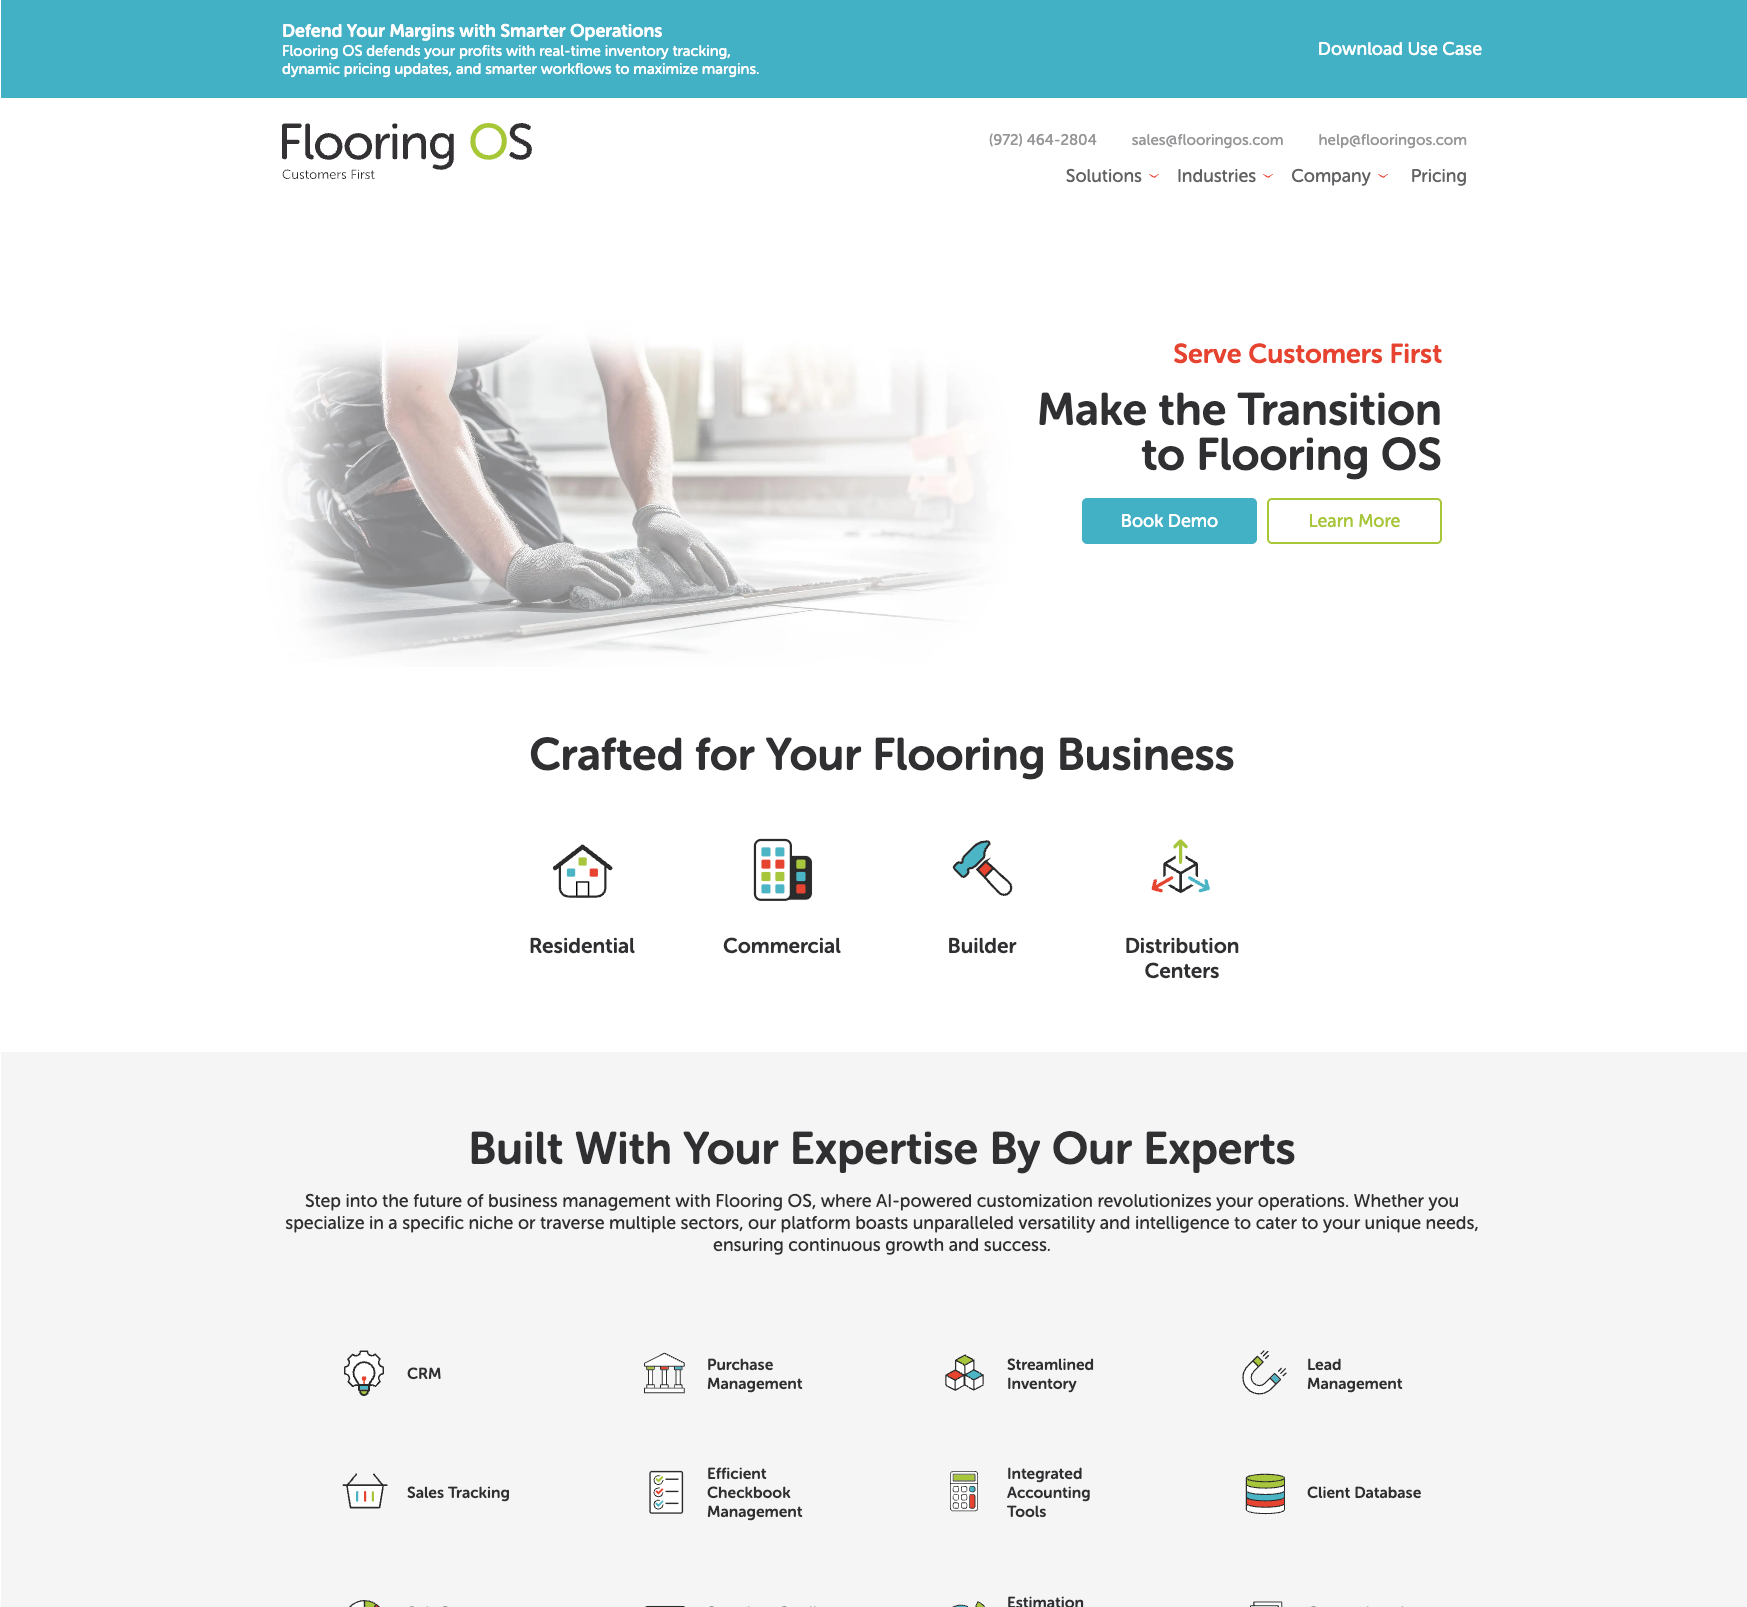 Defend Your Margins with Smarter Operations
Flooring OS defends your profits with real-time inventory tracking,
dynamic pricing updates, and smarter workflows to maximize margins.
Download Use Case
Flooring OS
Customers First
(972) 464-2804 sales@flooringos.com help@flooringos.com
Solutions Industries Company Pricing
Serve Customers First
Make the Transition
to Flooring OS
Book Demo Learn More
Crafted for Your Flooring Business
Residential
Commercial
Builder
Distribution
Centers
Built With Your Expertise By Our Experts
Step into the future of business management with Flooring OS, where AI-powered customization revolutionizes your operations. Whether you
specialize in a specific niche or traverse multiple sectors, our platform boasts unparalleled versatility and intelligence to cater to your unique needs,
ensuring continuous growth and success.
CRM
Purchase
Management
Streamlined
Inventory
Lead
Management
Sales Tracking
Efficient
Checkbook
Management
Integrated
Accounting
Tools
Client Database
Estimation